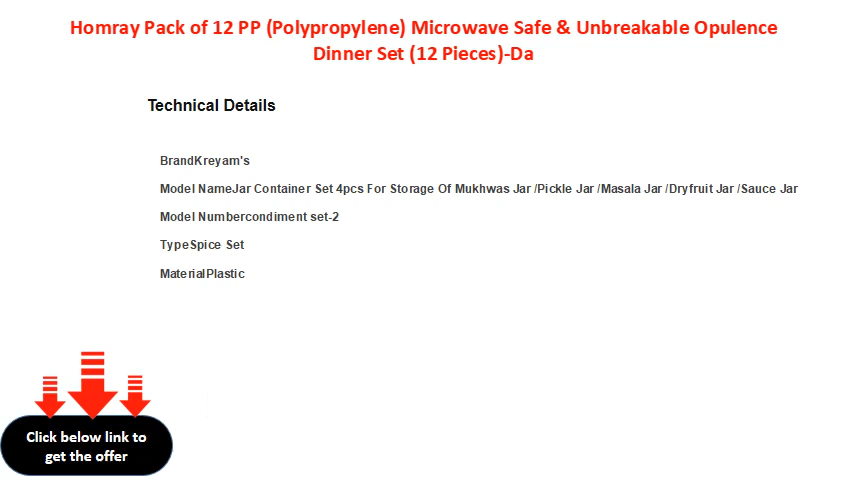 Homray Pack of 12 PP (Polypropylene) Microwave Safe & Unbreakable Opulence
Dinner Set (12 Pieces)-Da
Technical Details
BrandKreyam's
Model NameJar Container Set 4pcs For Storage Of Mukhwas Jar /Pickle Jar /Masala Jar /Dryfruit Jar /Sauce Jar
Model Numbercondiment set-2
TypeSpice Set
MaterialPlastic
Click below link to
get the offer